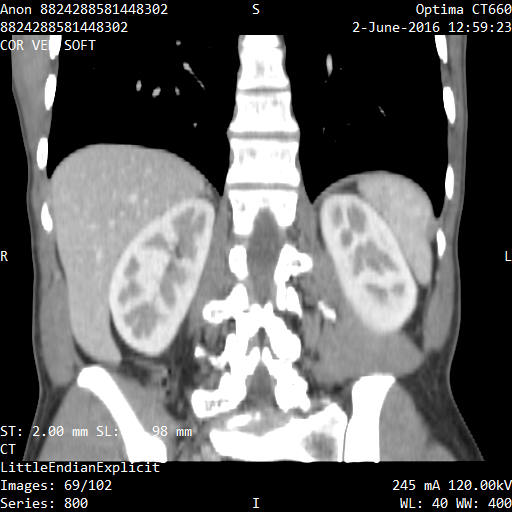 Anon 8824288581448302 S Optima CT660
8824288581448302 2-June-2016 12:59:23
COR VEN SOFT
R L
ST: 2.00 mm SL: 98 mm
CT
LittleEndianExplicit
Images: 69/102 245 mA 120.00kV
Series: 800 I WL: 40 WW: 400